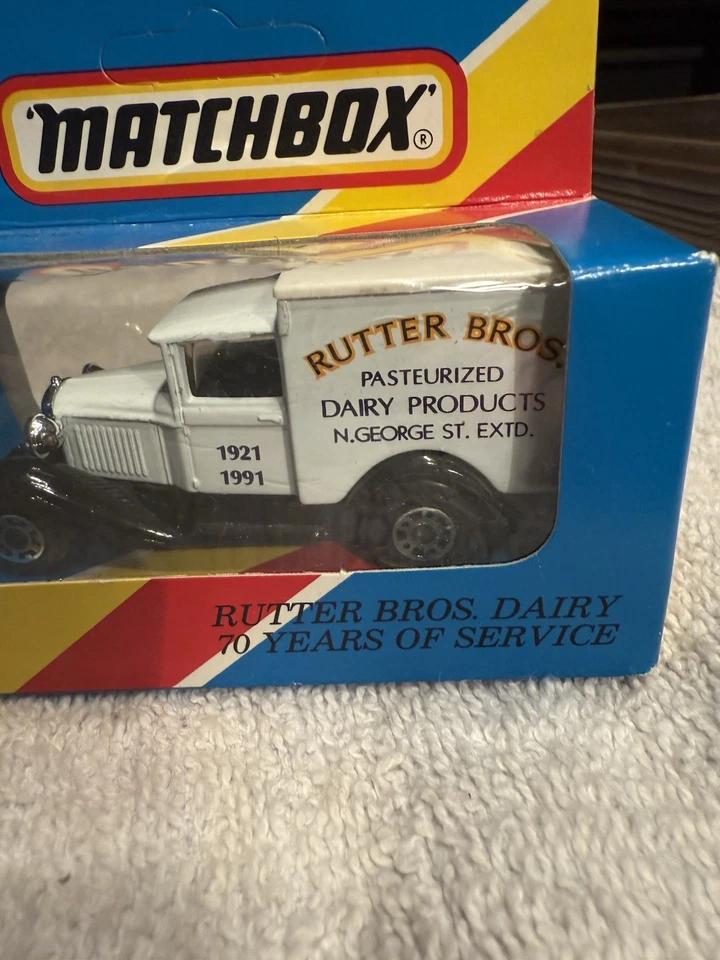 'MATCHBOX' ®
RUTTER BROS.
PASTEURIZED
DAIRY PRODUCTS
N.GEORGE ST. EXTD.
1921
1991
RUTTER BROS. DAIRY
70 YEARS OF SERVICE